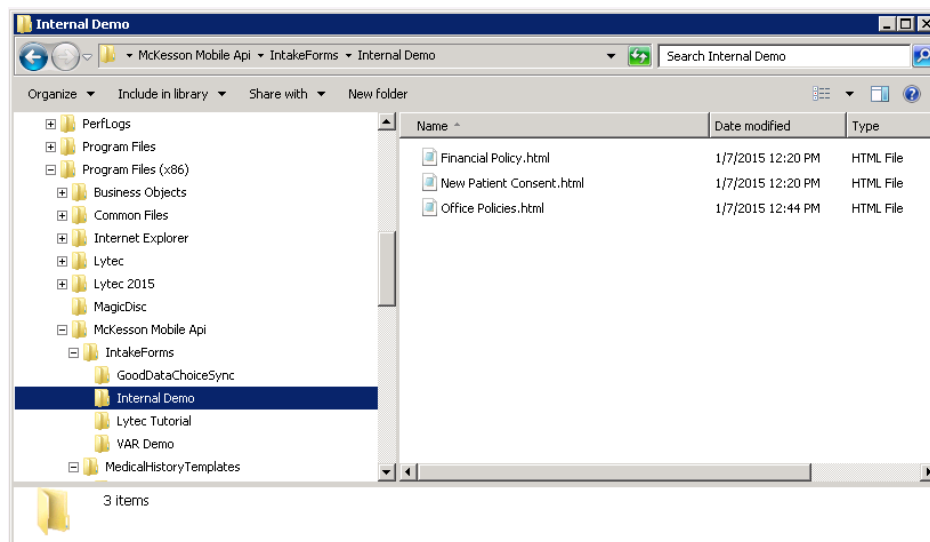 Internal Demo
McKesson Mobile Api IntakeForms Internal Demo
Search Internal Demo
Organize Include in library Share with New folder
PerfLogs
Program Files
Program Files (x86)
Business Objects
Common Files
Internet Explorer
Lytec
Lytec 2015
MagicDisc
McKesson Mobile Api
IntakeForms
GoodDataChoiceSync
Internal Demo
Lytec Tutorial
VAR Demo
MedicalHistoryTemplates
Name Date modified Type
Financial Policy.html 1/7/2015 12:20 PM HTML File
New Patient Consent.html 1/7/2015 12:20 PM HTML File
Office Policies.html 1/7/2015 12:44 PM HTML File
3 items